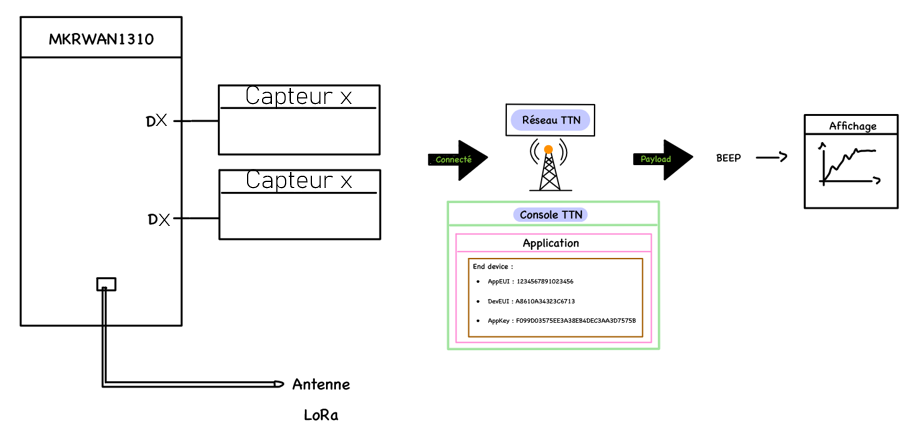 MKRWAN1310
DX
Capteur x
DX
Capteur x
Antenne
LoRa
Connecté
Réseau TTN
Payload
BEEP
Affichage
Console TTN
Application
End device :
• AppEUI : 1234567891023456
• DevEUI : A8610A34323C6713
• AppKey : F099D03575EE3A38E84DEC3AA3D7575B